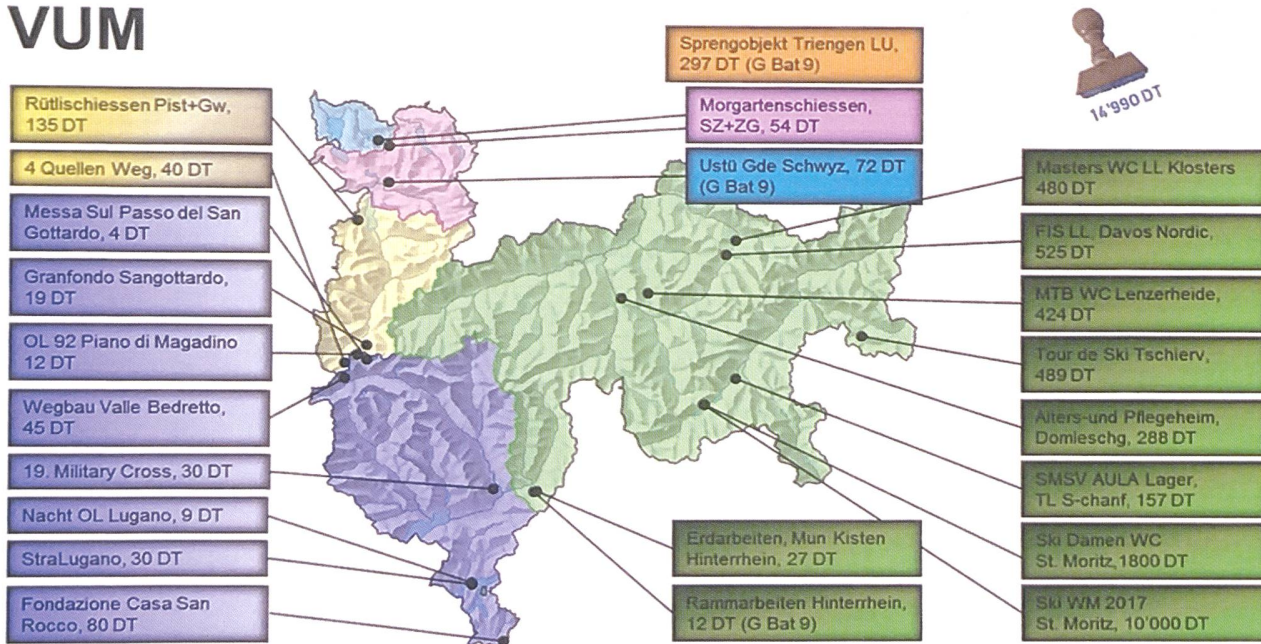 VUM
Sprengobjekt Triengen LU,
297 DT (G Bat 9)
14'990 DT
Rütlischiessen Pist+Gw,
135 DT
4 Quellen Weg, 40 DT
Messa Sul Passo del San
Gottardo, 4 DT
Granfondo Sangottardo,
19 DT
OL 92 Piano di Magadino
12 DT
Wegbau Valle Bedretto,
45 DT
19. Military Cross, 30 DT
Nacht OL Lugano, 9 DT
StraLugano, 30 DT
Fondazione Casa San
Rocco, 80 DT
Morgartenschiessen,
SZ+ZG, 54 DT
Ustü Gde Schwyz, 72 DT
(G Bat 9)
Erdarbeiten, Mun Kisten
Hinterrhein, 27 DT
Rammarbeiten Hinterrhein,
12 DT (G Bat 9)
Masters WC LL Klosters
480 DT
FIS LL, Davos Nordic,
525 DT
MTB WC Lenzerheide,
424 DT
Tour de Ski Tschierv,
489 DT
Alters-und Pflegeheim,
Domleschg, 288 DT
SMSV AULA Lager,
TL S-chanf, 157 DT
Ski Damen WC
St. Moritz, 1800 DT
Ski WM 2017
St. Moritz, 10'000 DT